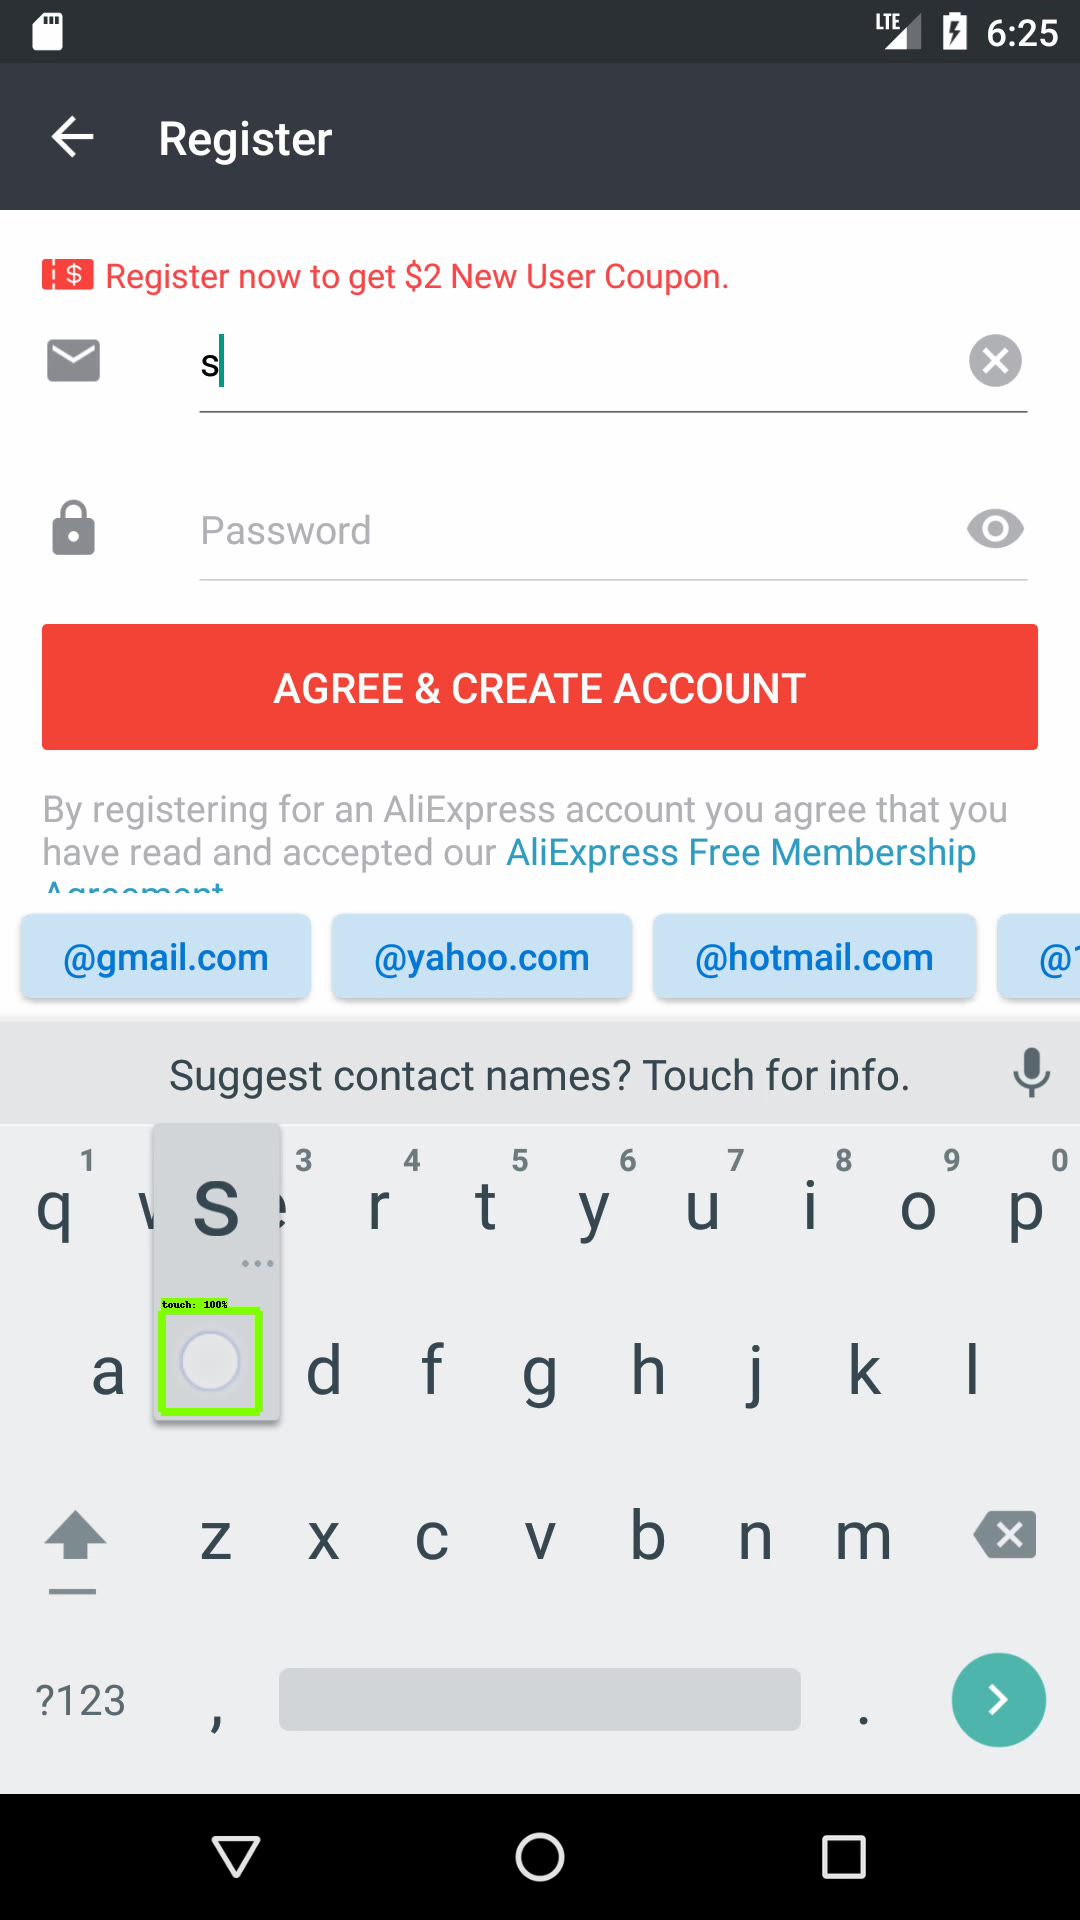 LTE 6:25
Register
$ Register now to get $2 New User Coupon.
s
Password
AGREE & CREATE ACCOUNT
By registering for an AliExpress account you agree that you
have read and accepted our AliExpress Free Membership
Agreement
@gmail.com @yahoo.com @hotmail.com @1
Suggest contact names? Touch for info.
1 3 4 5 6 7 8 9 0
q w s e r t y u i o p
touch: 100%
a d f g h j k l
z x c v b n m
?123 , .